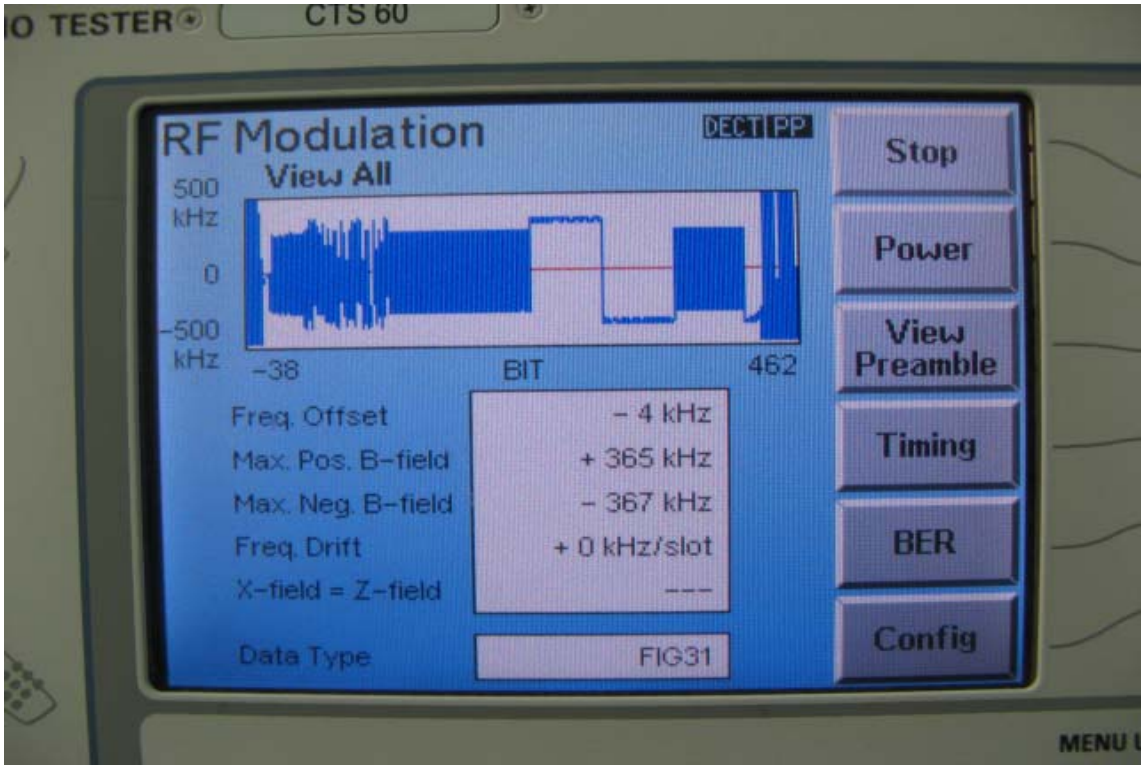 IO TESTER CTS 60
RF Modulation DECT PP
View All
500
kHz
0
-500
kHz
-38 BIT 462
Freq. Offset - 4 kHz
Max. Pos. B-field + 365 kHz
Max. Neg. B-field - 367 kHz
Freq. Drift + 0 kHz/slot
X-field = Z-field ---
Data Type FIG31
Stop
Power
View
Preamble
Timing
BER
Config
MENU